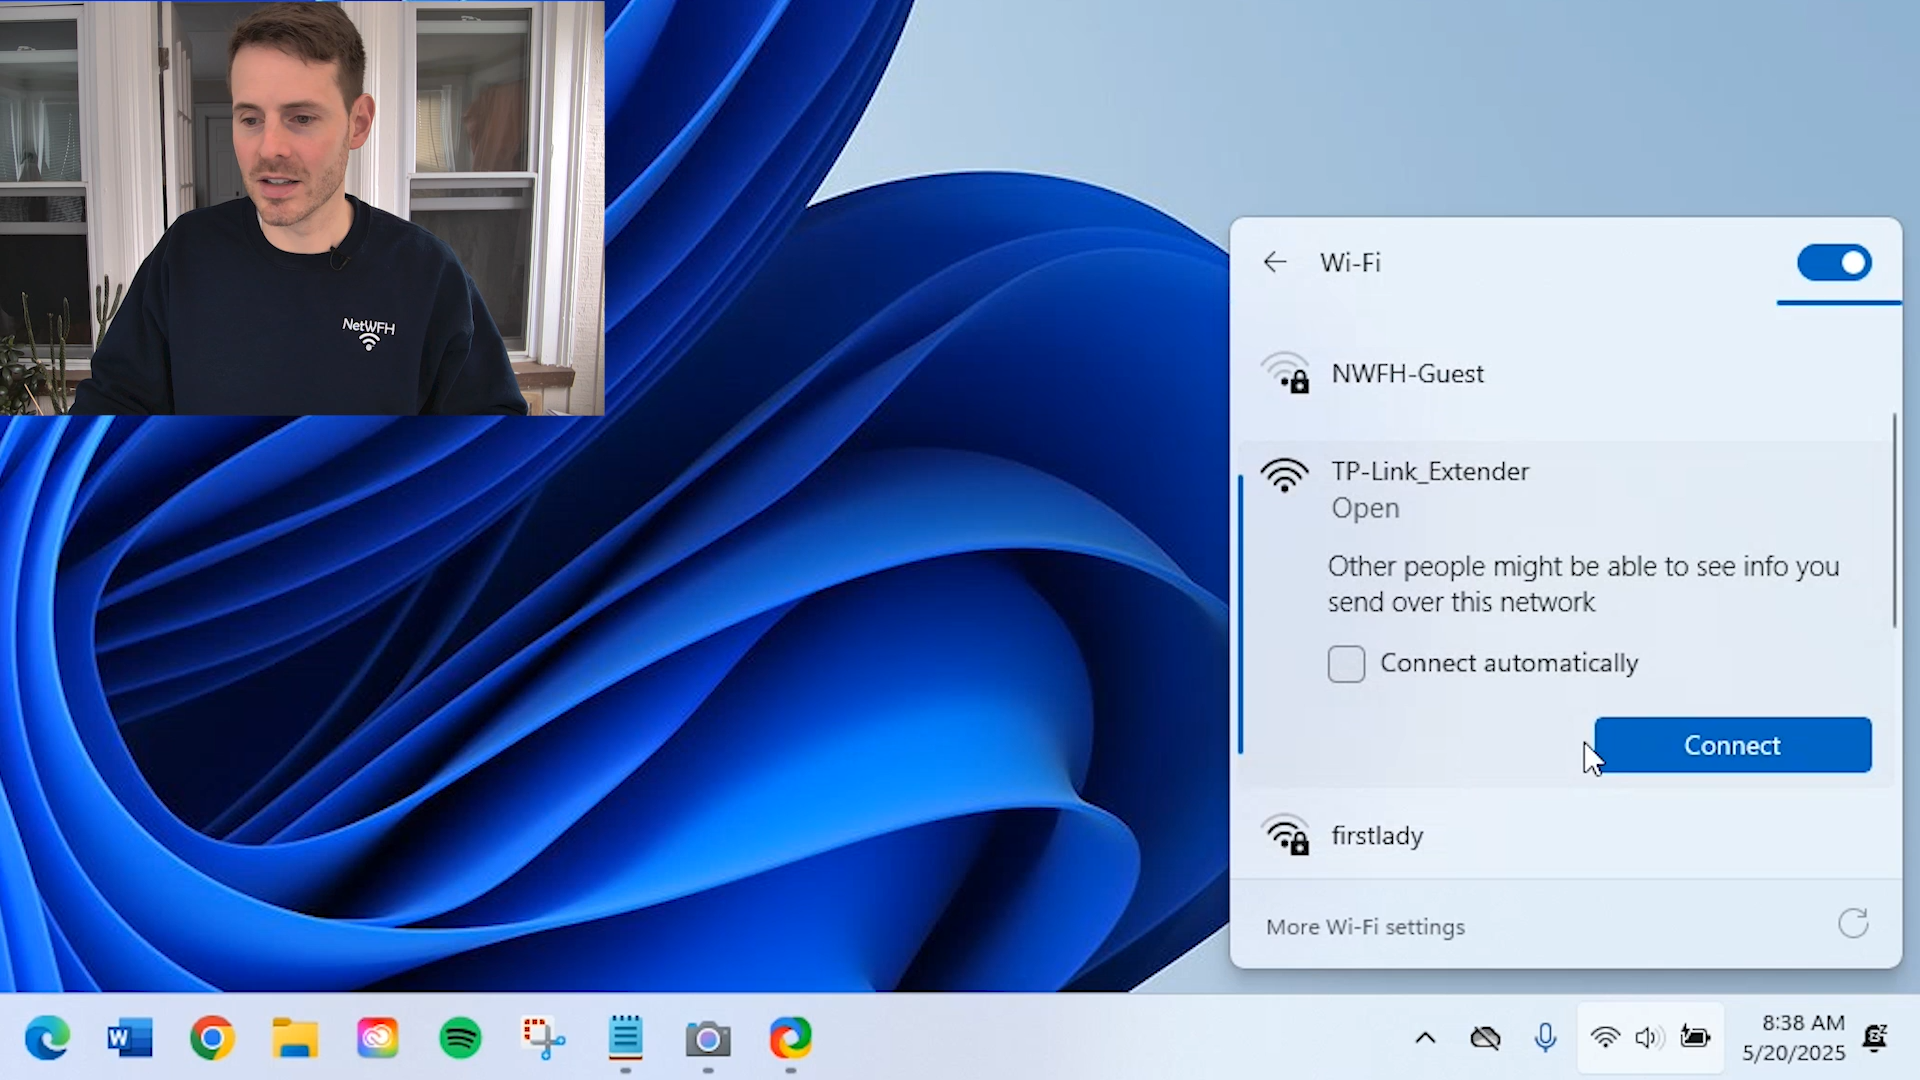 NetWFH
Wi-Fi
NWFH-Guest
TP-Link_Extender
Open
Other people might be able to see info you
send over this network
Connect automatically
Connect
firstlady
More Wi-Fi settings
W
8:38 AM
5/20/2025